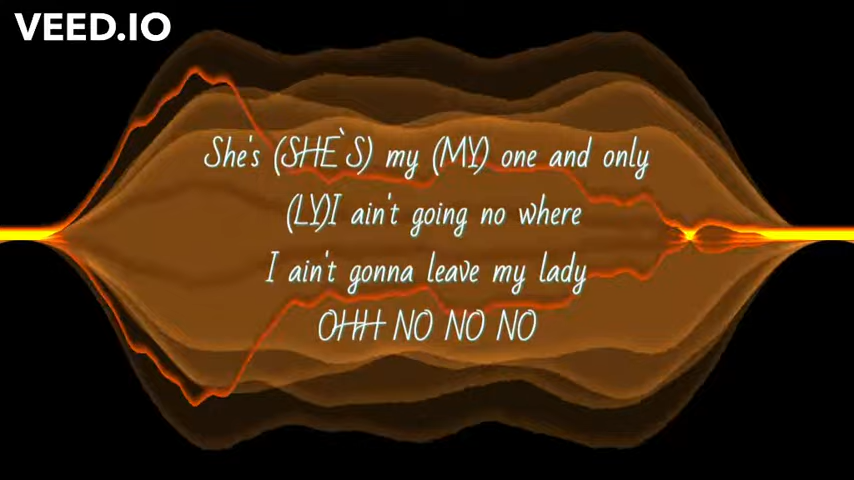 VEED.IO
She's (SHE`S) my (MY) one and only
(LY)I ain't going no where
I ain't gonna leave my lady
OHH NO NO NO